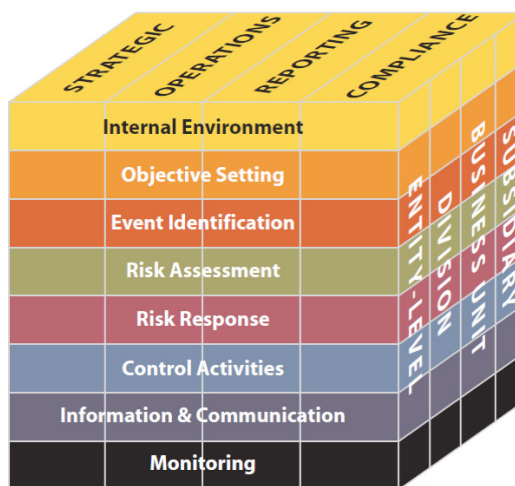 STRATEGIC
OPERATIONS
REPORTING
COMPLIANCE
Internal Environment
Objective Setting
Event Identification
Risk Assessment
Risk Response
Control Activities
Information & Communication
Monitoring
ENTITY-LEVEL
DIVISION
BUSINESS UNIT
SUBSIDIARY